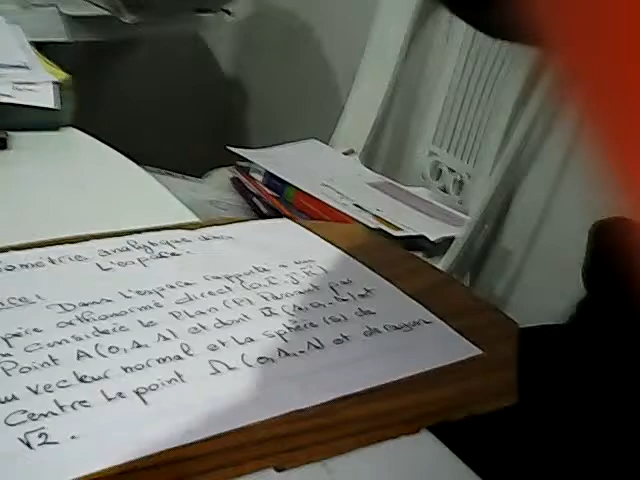 ométrie analytique dans
L'espace.
Dans l'espace rapporté à un
père orthonormé direct (o,
Considère le Plan (P) Passant par
Point A(0,1,1) et dont et
un vecteur normal et la sphère (S) de
Centre Le point Ω(0,1,-1) et de rayon
√2.